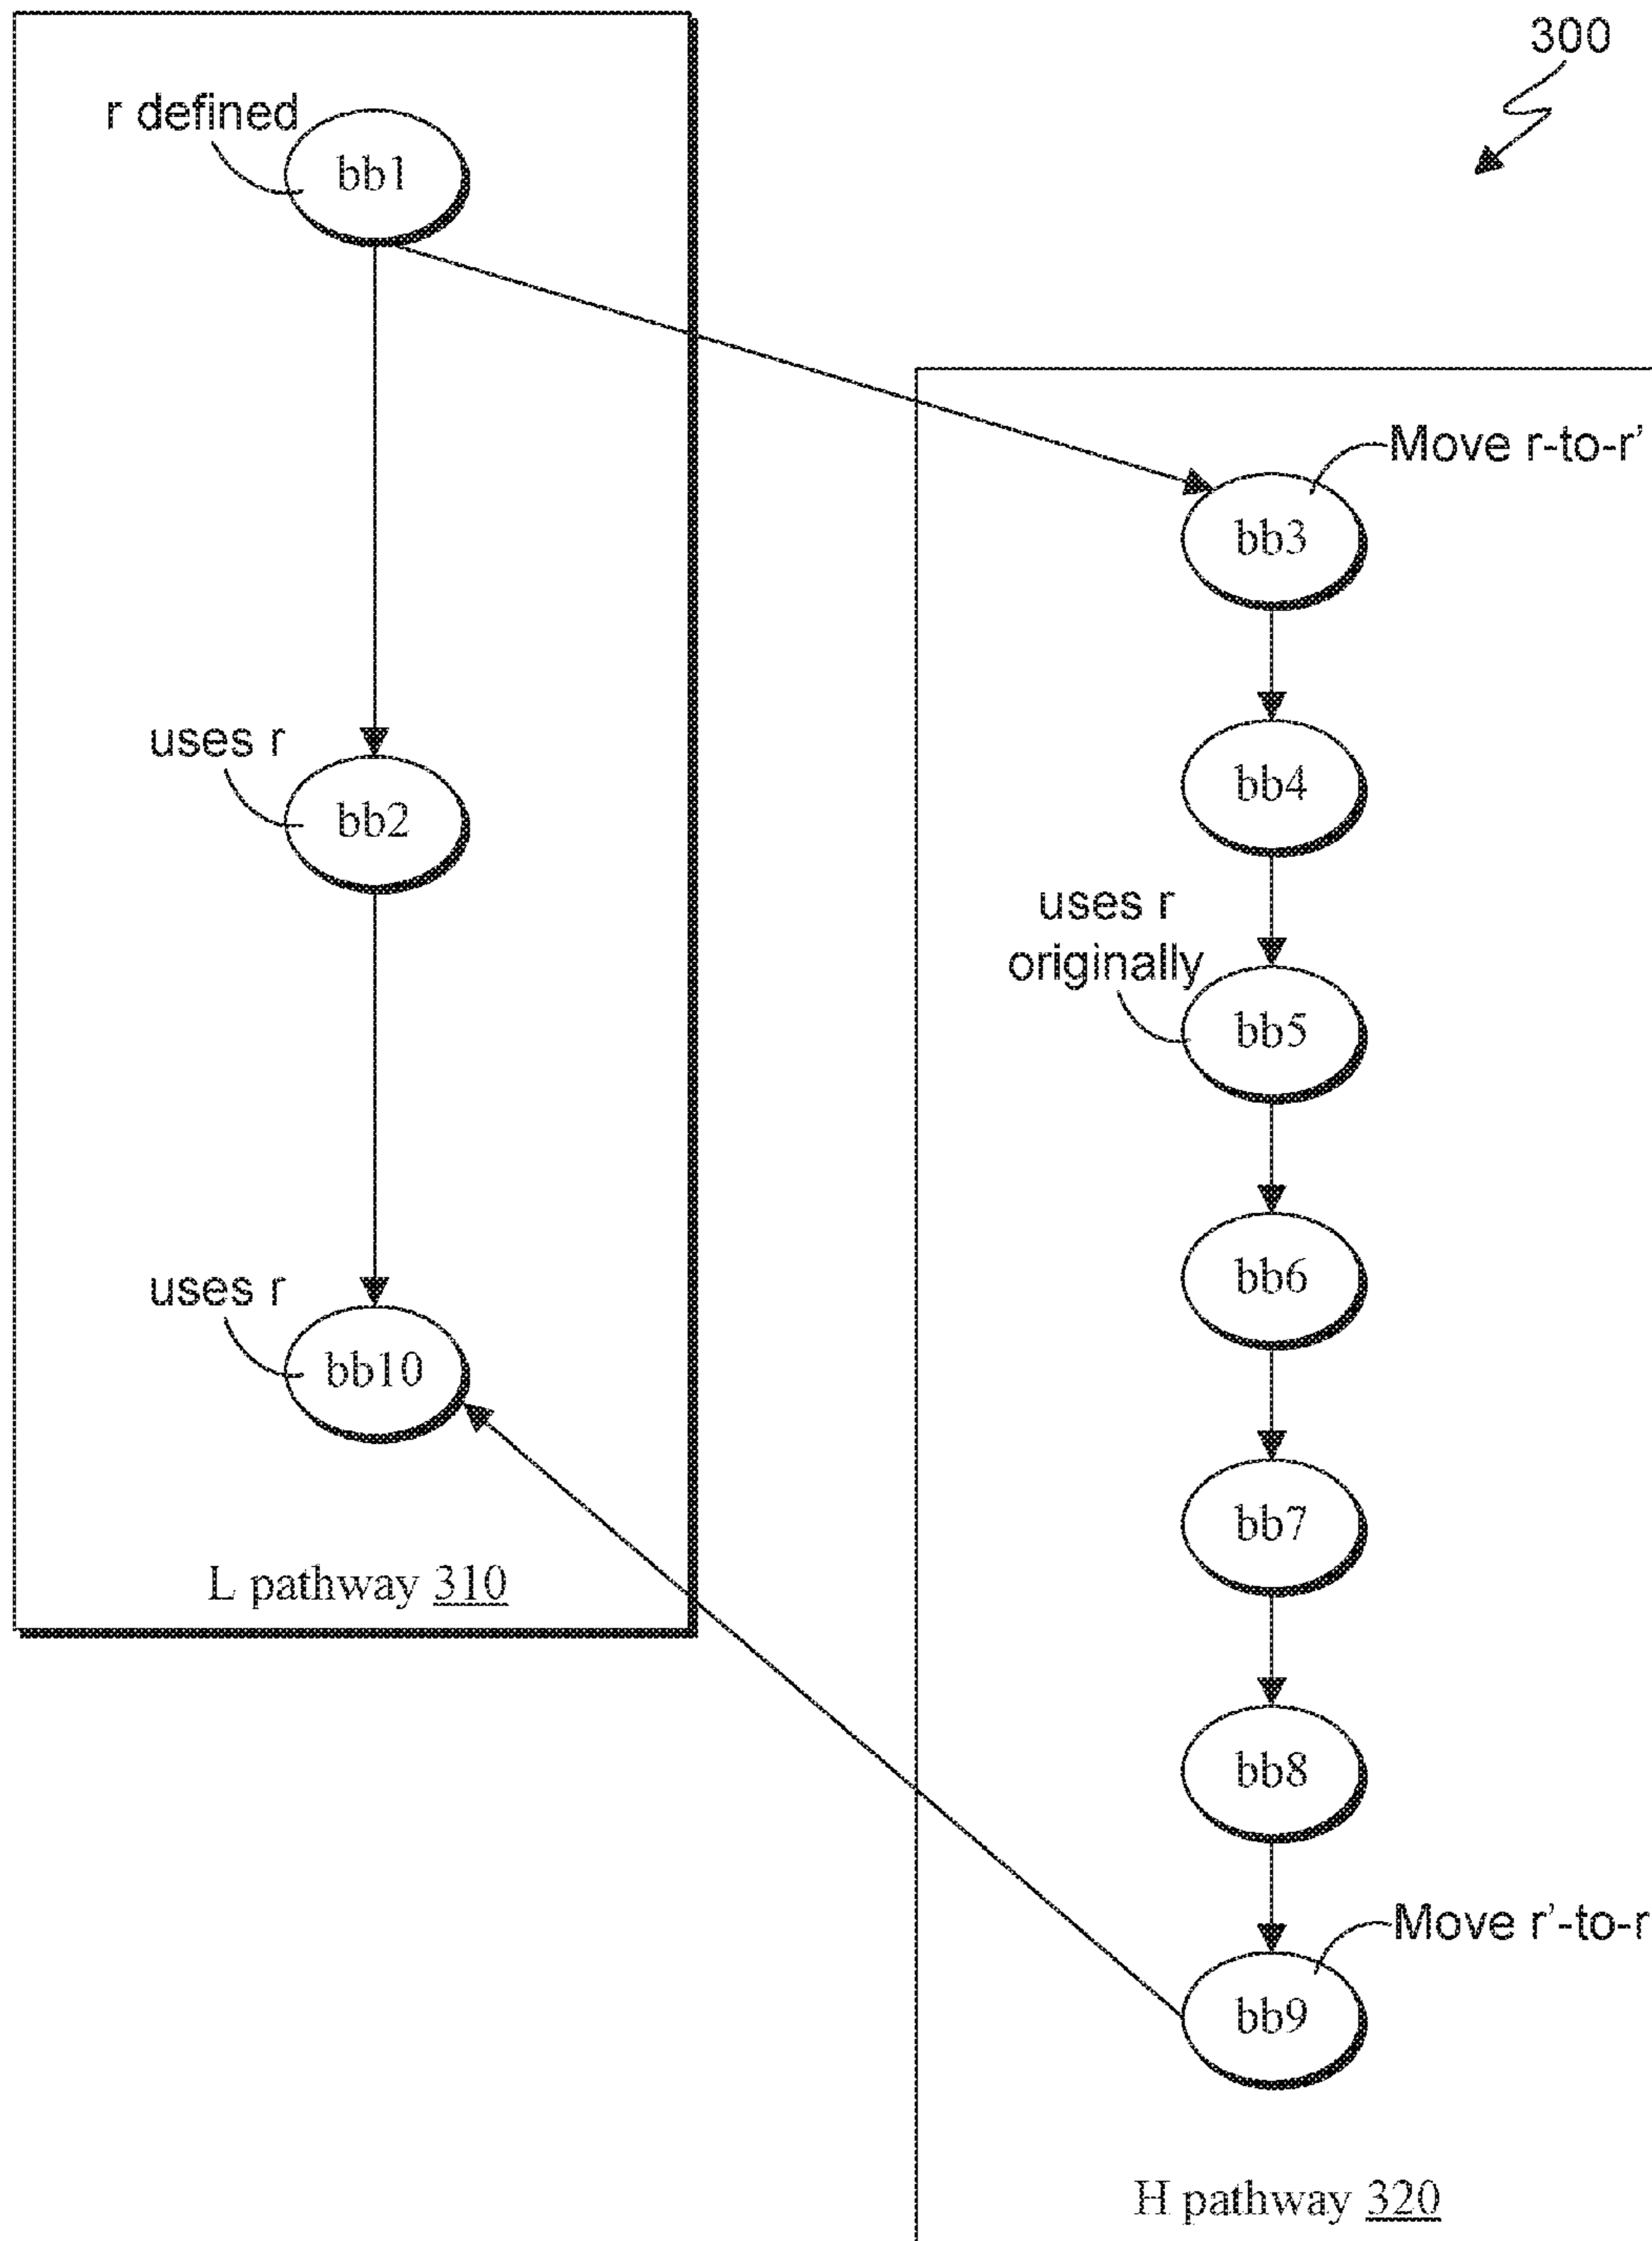 300
r defined
bb1
Move r-to-r'
bb3
uses r
bb2
bb4
uses r
originally
bb5
uses r
bb10
bb6
bb7
L pathway 310
bb8
Move r'-to-r
bb9
H pathway 320